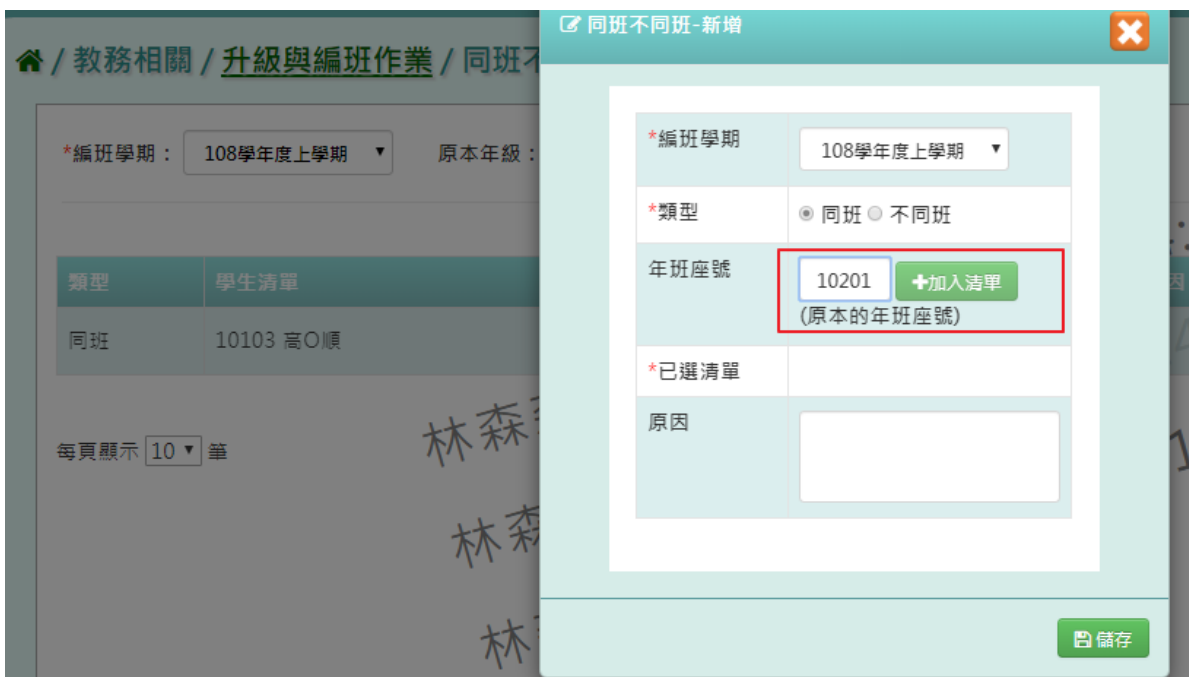 / 教務相關 / 升級與編班作業 / 同班不
*編班學期： 108學年度上學期 原本年級：
類型 學生清單 因
同班 10103 高O順
每頁顯示 10 筆
林森
林森
林
同班不同班-新增
*編班學期 108學年度上學期
*類型 同班 不同班
年班座號 10201 加入清單
(原本的年班座號)
*已選清單
原因
儲存